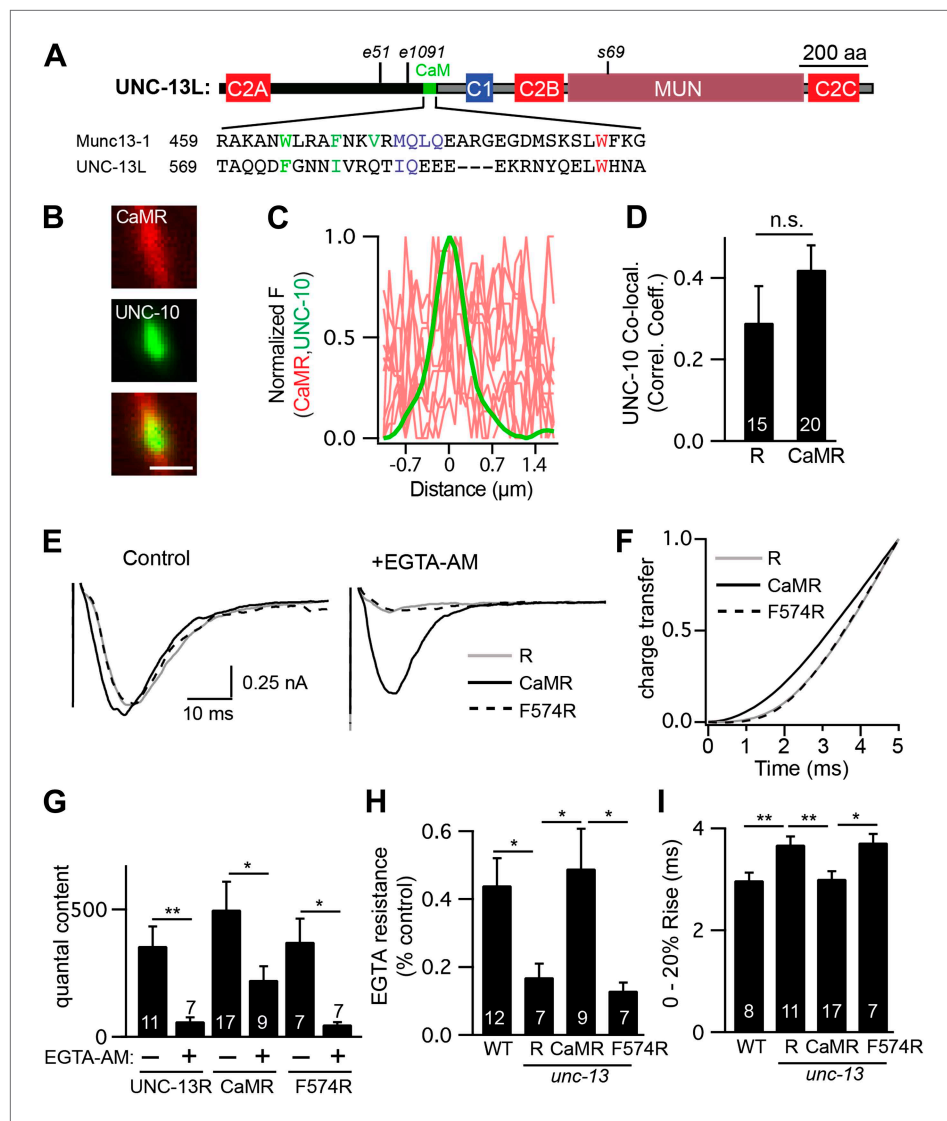 A
e51 e1091 s69 200 aa
CaM
UNC-13L: C2A C1 C2B MUN C2C
Munc13-1 459 RAKANWLRAFNKVRMQLQEARGEGDMSKSLWFKG
UNC-13L 569 TAQQDFGNNIVRQTIQEEE---EKRNYQELWHNA
B
CaMR
UNC-10
C
Normalized F
(CaMR,UNC-10)
1.0
0.5
0.0
-0.7 0 0.7 1.4
Distance (µm)
D
n.s.
UNC-10 Co-local.
(Correl. Coeff.)
0.4
0.2
0.0
15 20
R CaMR
E
Control
+EGTA-AM
0.25 nA
10 ms
R
CaMR
F574R
F
charge transfer
1.0
0.5
0.0
R
CaMR
F574R
0 1 2 3 4 5
Time (ms)
G
quantal content
500
0
** * *
11 7 17 9 7 7
EGTA-AM: – + – + – +
UNC-13R CaMR F574R
H
EGTA resistance
(% control)
0.6
0.4
0.2
0.0
* * *
12 7 9 7
WT R CaMR F574R
unc-13
I
0 - 20% Rise (ms)
4
2
0
** ** *
8 11 17 7
WT R CaMR F574R
unc-13